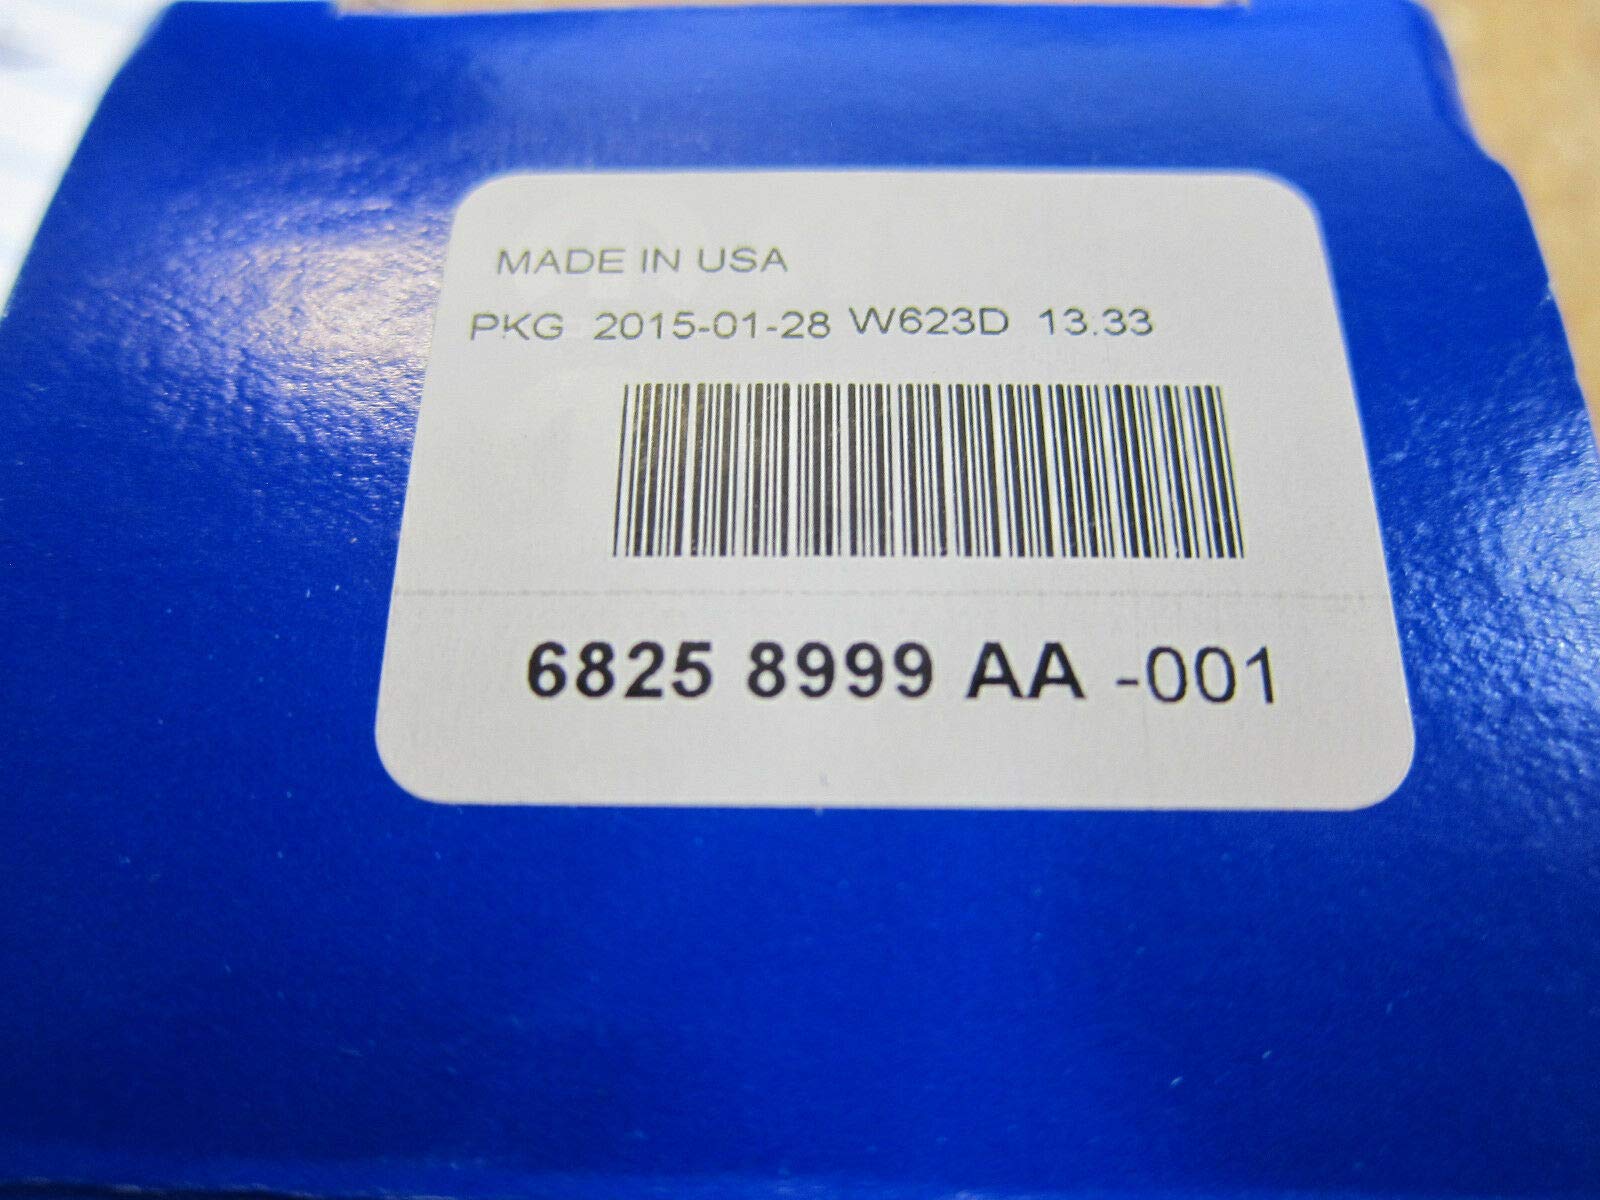 MADE IN USA
PKG 2015-01-28 W623D 13.33
6825 8999 AA -001